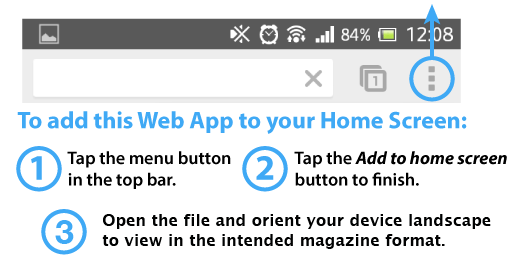 84% 12:08
1
To add this Web App to your Home Screen:
1 Tap the menu button
in the top bar.
2 Tap the Add to home screen
button to finish.
3 Open the file and orient your device landscape
to view in the intended magazine format.